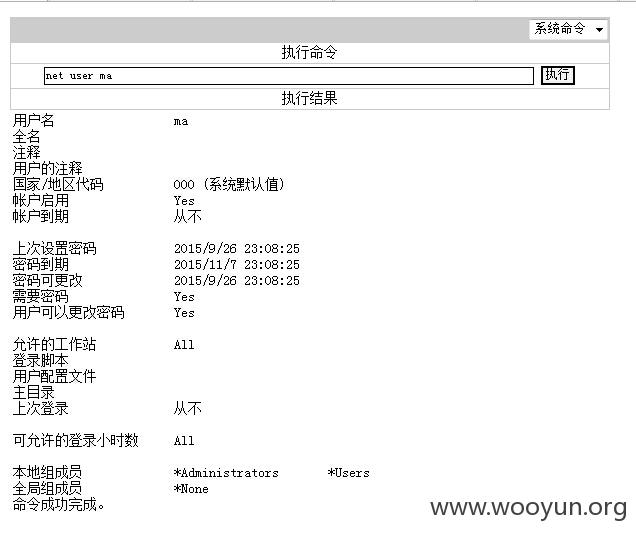 系统命令
执行命令
net user ma 执行
执行结果
用户名 ma
全名
注释
用户的注释
国家/地区代码 000 (系统默认值)
帐户启用 Yes
帐户到期 从不
上次设置密码 2015/9/26 23:08:25
密码到期 2015/11/7 23:08:25
密码可更改 2015/9/26 23:08:25
需要密码 Yes
用户可以更改密码 Yes
允许的工作站 All
登录脚本
用户配置文件
主目录
上次登录 从不
可允许的登录小时数 All
本地组成员 *Administrators *Users
全局组成员 *None
命令成功完成。
www.wooyun.org